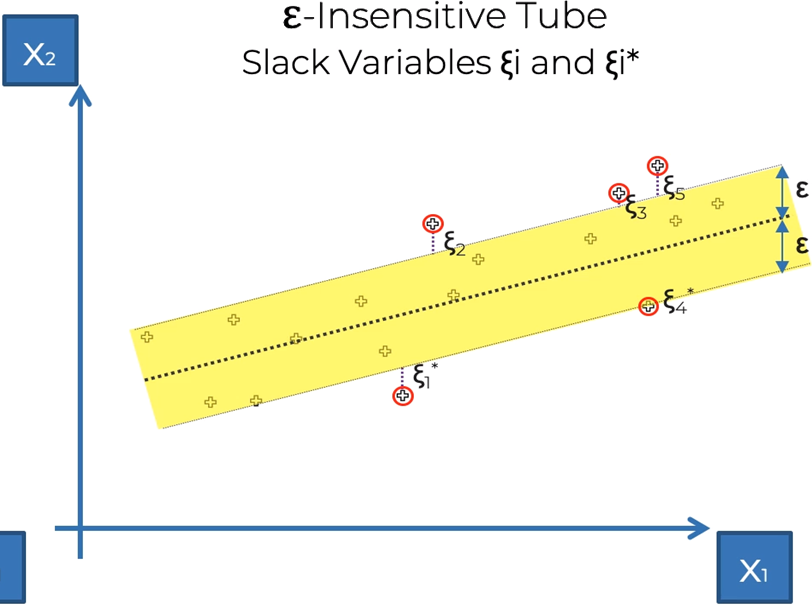 ε-Insensitive Tube
Slack Variables ξi and ξi*
X2
ξ5
ε
ξ3
ξ2
ε
ξ4*
ξ1*
X1